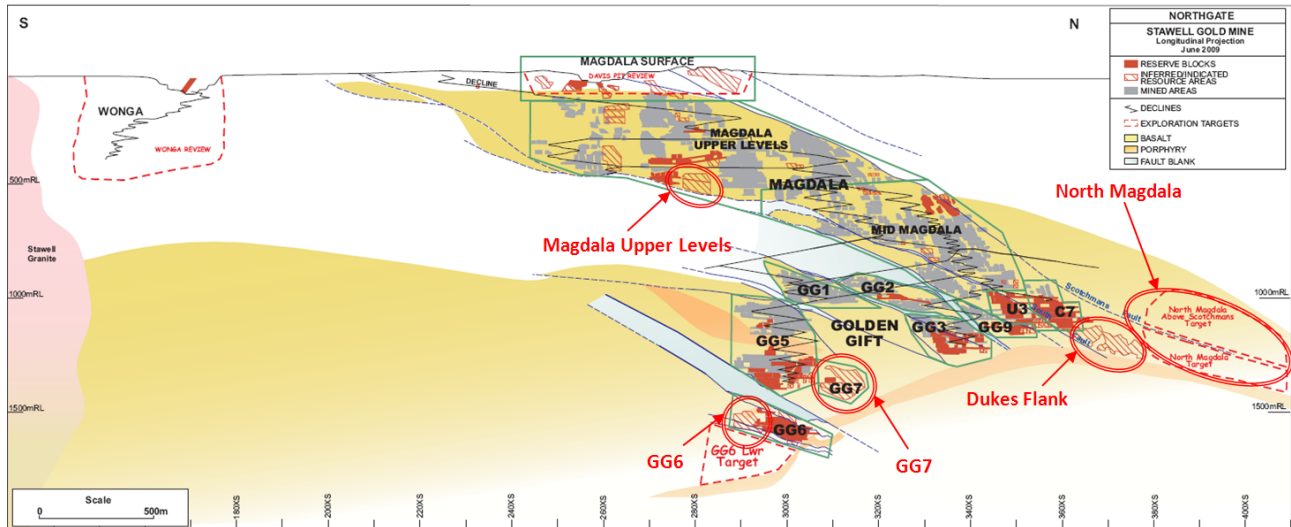 S
N
NORTHGATE
STAWELL GOLD MINE
Longitudinal Projection
June 2009
RESERVE BLOCKS
INFERRED/INDICATED
RESOURCE AREAS
MINED AREAS
DECLINES
EXPLORATION TARGETS
BASALT
PORPHYRY
FAULT BLANK
MAGDALA SURFACE
DAVIS PIT REVIEW
DECLINE
WONGA
WONGA REVIEW
MAGDALA
UPPER LEVELS
MAGDALA
MID MAGDALA
500mRL
North Magdala
Magdala Upper Levels
Stawell
Granite
1000mRL
1000mRL
GG1
GG2
Scotchmans
Fault
U3
C7
South
Fault
North Magdala
Above Scotchmans
Target
North Magdala
Target
GG5
GOLDEN
GIFT
GG3
GG9
GG7
Dukes Flank
1500mRL
1500mRL
GG6
GG6 Lwr
Target
GG6
GG7
Scale
0
500m
180XS
200XS
220XS
240XS
260XS
280XS
300XS
320XS
340XS
360XS
380XS
400XS